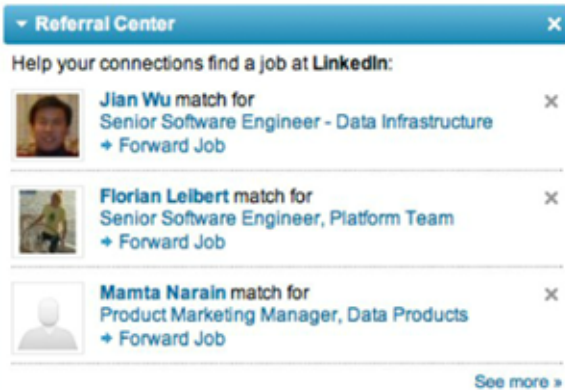 Referral Center
Help your connections find a job at LinkedIn:
Jian Wu match for
Senior Software Engineer - Data Infrastructure
Forward Job
Florian Leibert match for
Senior Software Engineer, Platform Team
Forward Job
Mamta Narain match for
Product Marketing Manager, Data Products
Forward Job
See more »